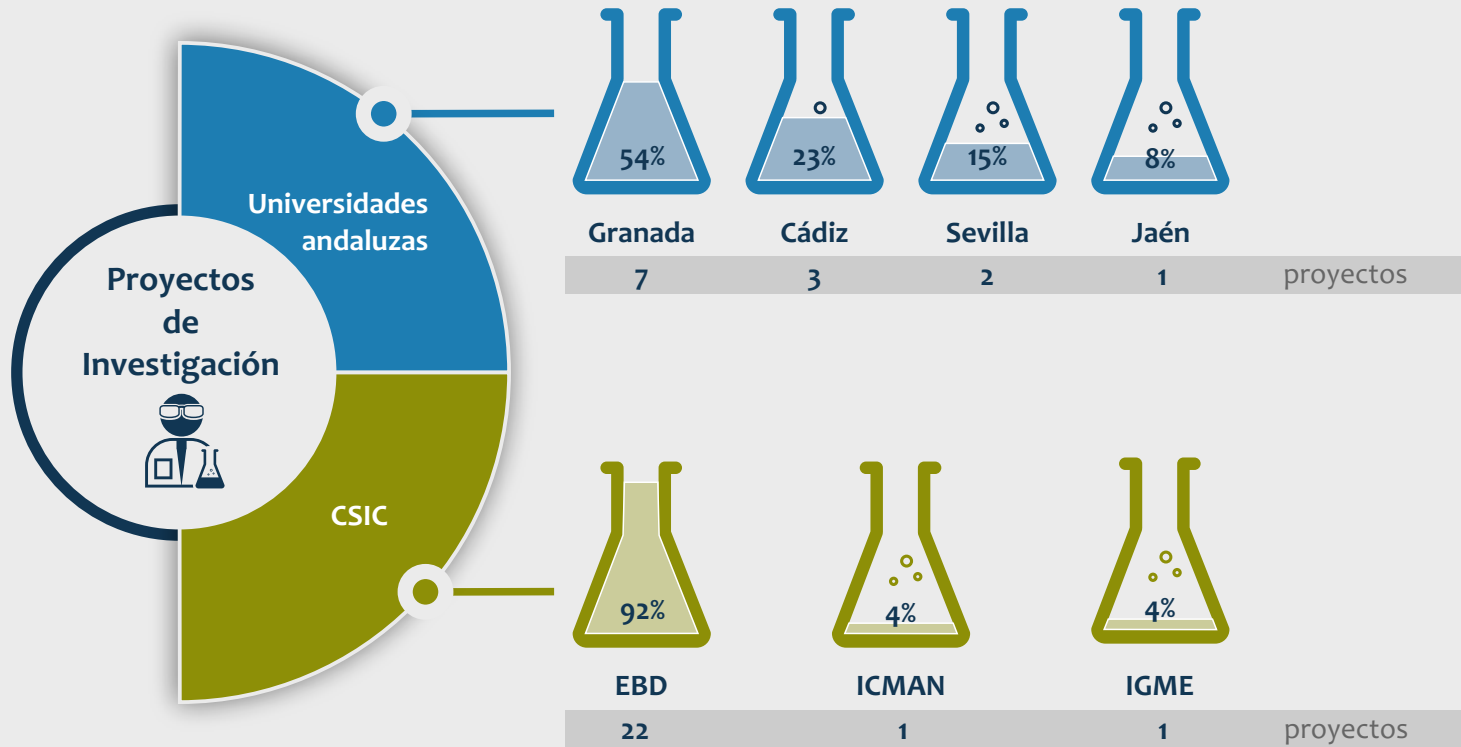 Proyectos
de
Investigación
Universidades
andaluzas
54%
23%
15%
8%
Granada
Cádiz
Sevilla
Jaén
7
3
2
1
proyectos
CSIC
92%
4%
4%
EBD
ICMAN
IGME
22
1
1
proyectos